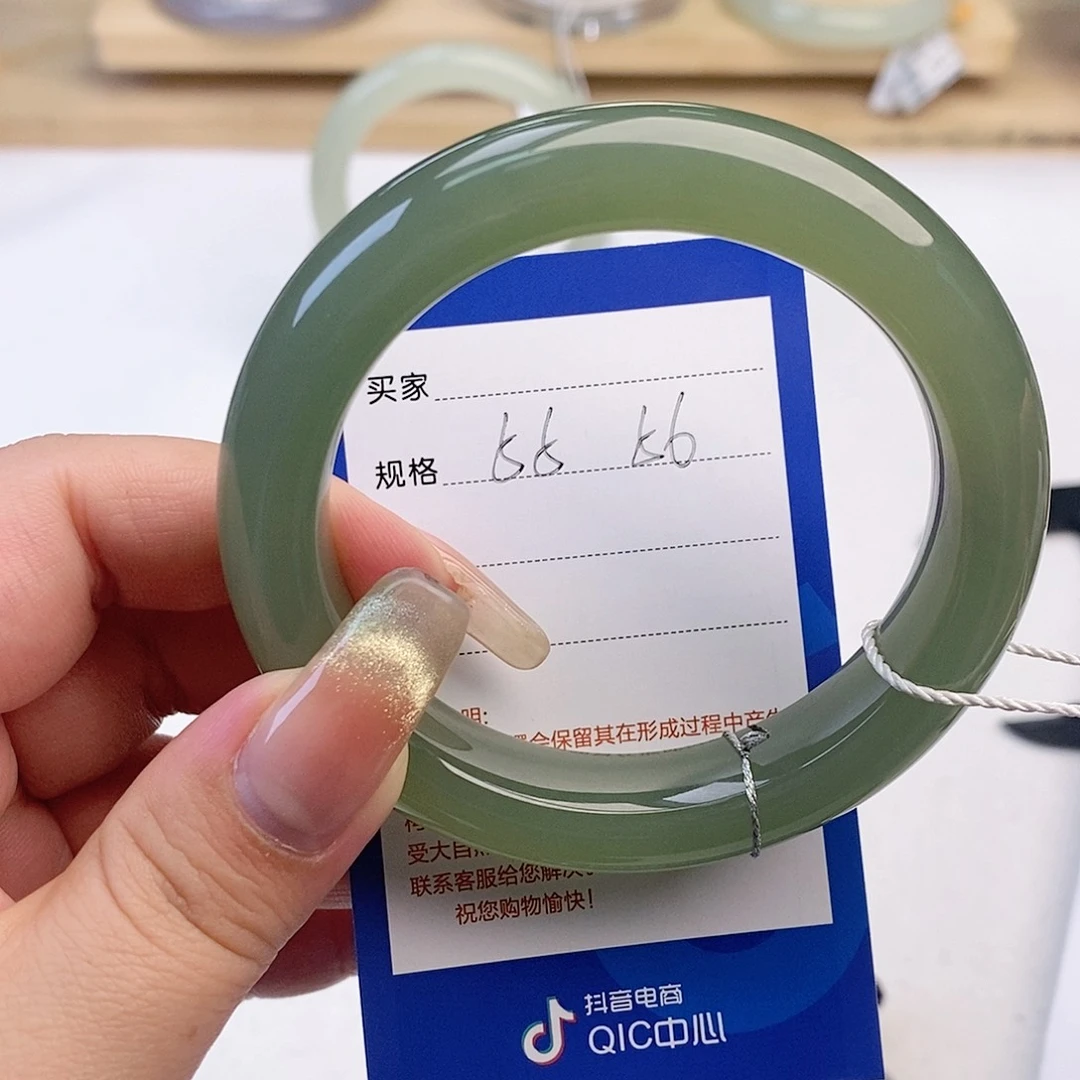 买家
规格 55 56
明:
会保留其在形成过程中产生
受大自然
联系客服给您解决
祝您购物愉快!
抖音电商
QIC中心